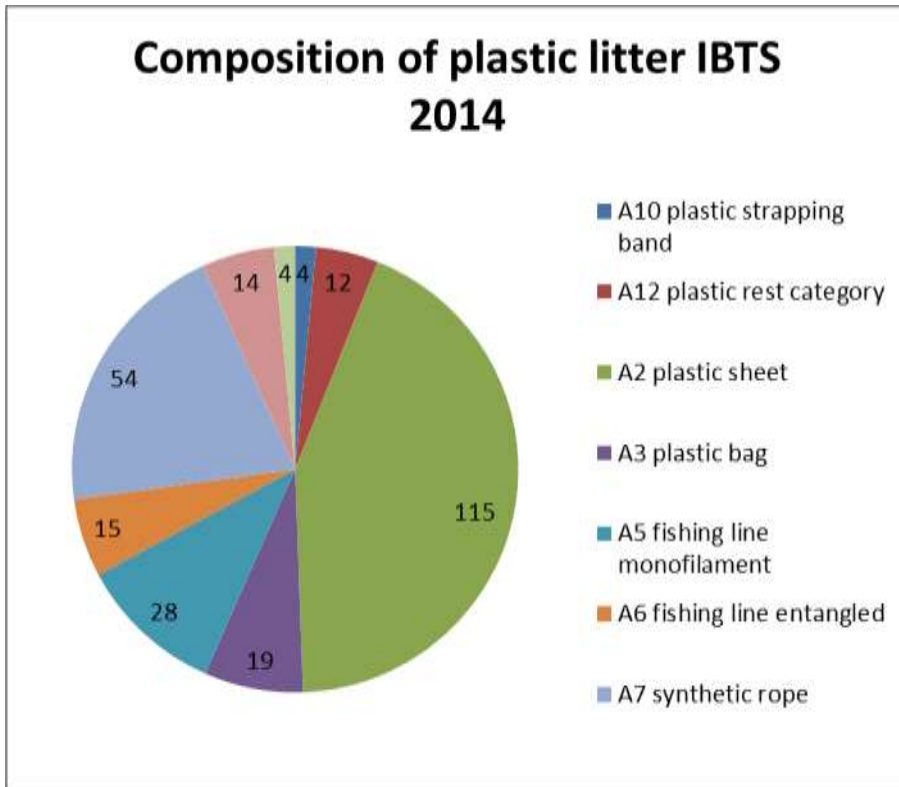 Composition of plastic litter IBTS
2014
A10 plastic strapping
band
A12 plastic rest category
A2 plastic sheet
A3 plastic bag
A5 fishing line
monofilament
A6 fishing line entangled
A7 synthetic rope
4
12
115
19
28
15
54
14
4